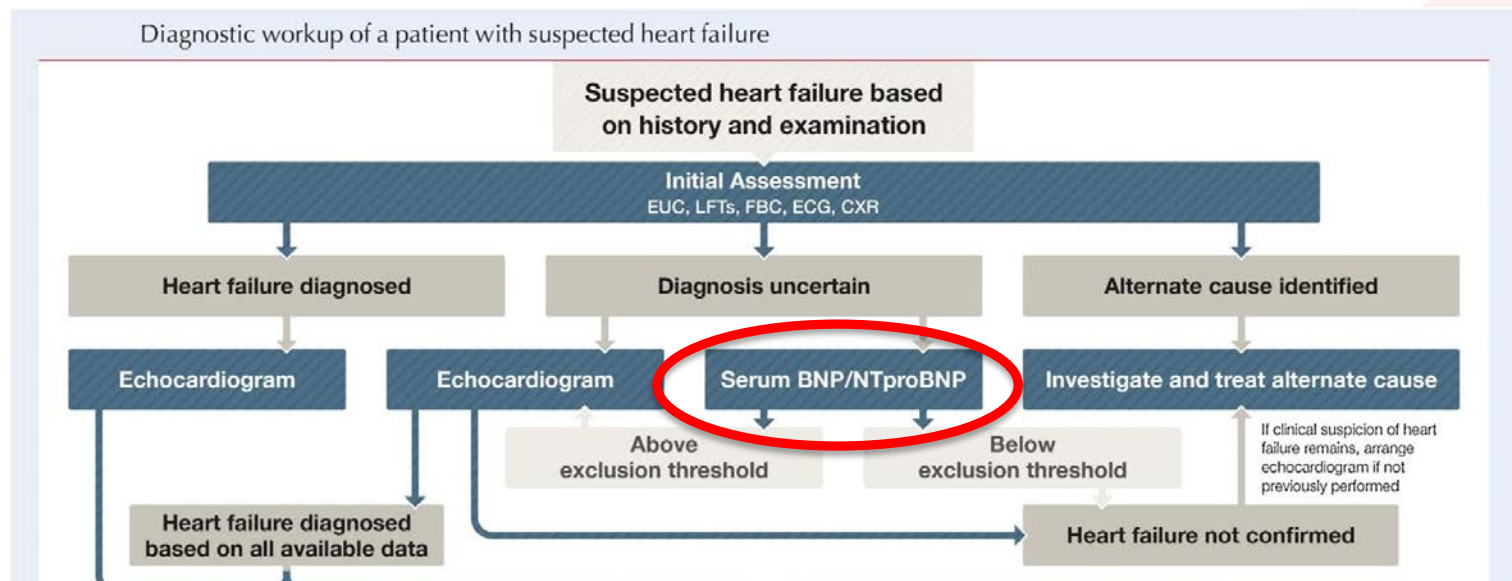 Diagnostic workup of a patient with suspected heart failure
Suspected heart failure based
on history and examination
Initial Assessment
EUC, LFTs, FBC, ECG, CXR
Heart failure diagnosed
Diagnosis uncertain
Alternate cause identified
Echocardiogram
Echocardiogram
Serum BNP/NTproBNP
Investigate and treat alternate cause
Above
exclusion threshold
Below
exclusion threshold
If clinical suspicion of heart
failure remains, arrange
echocardiogram if not
previously performed
Heart failure diagnosed
based on all available data
Heart failure not confirmed